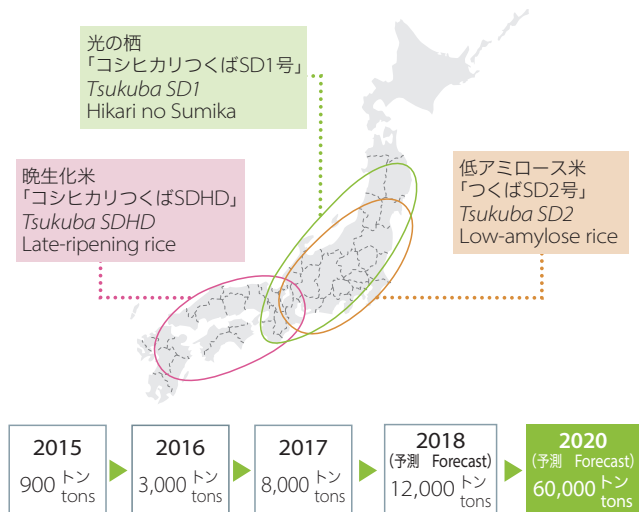 光の栖
「コシヒカリつくばSD1号」
Tsukuba SD1
Hikari no Sumika
晩生化米
「コシヒカリつくばSDHD」
Tsukuba SDHD
Late-ripening rice
低アミロース米
「つくばSD2号」
Tsukuba SD2
Low-amylose rice
2015
900 トン tons
2016
3,000 トン tons
2017
8,000 トン tons
2018
(予測 Forecast)
12,000 トン tons
2020
(予測 Forecast)
60,000 トン tons